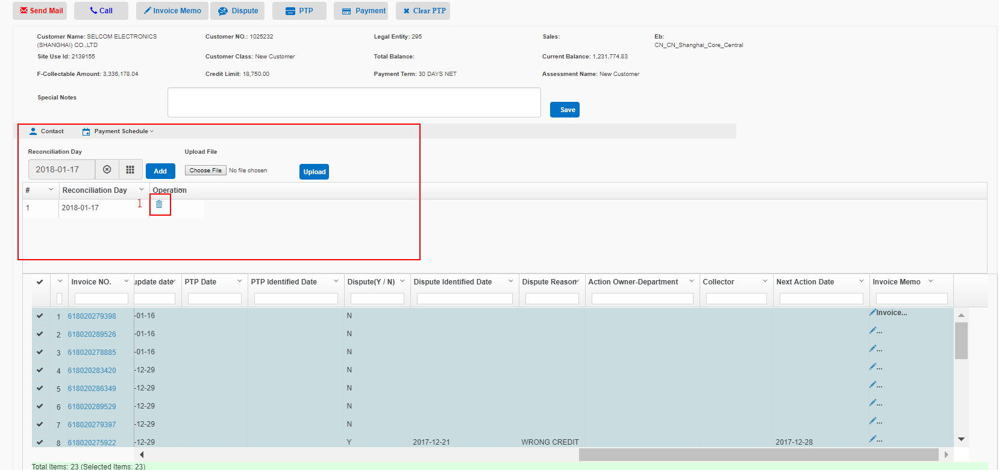 Send Mail Call Invoice Memo Dispute PTP Payment Clear PTP
Customer Name: SELCOM ELECTRONICS (SHANGHAI) CO.,LTD
Customer NO.: 1025232
Legal Entity: 295
Sales:
Eb:
CN_CN_Shanghai_Core_Central
Site Use Id: 2139155
Customer Class: New Customer
Total Balance:
Current Balance: 1,231,774.83
F-Collectable Amount: 3,336,178.04
Credit Limit: 18,750.00
Payment Term: 30 DAYS NET
Assessment Name: New Customer
Special Notes
Save
Contact Payment Schedule
Reconciliation Day Upload File
2018-01-17 Add Choose File No file chosen Upload
# Reconciliation Day Operation
1 2018-01-17 1
Invoice NO. update date PTP Date PTP Identified Date Dispute(Y / N) Dispute Identified Date Dispute Reason Action Owner-Department Collector Next Action Date Invoice Memo
1 618020279398 -01-16 N Invoice...
2 618020289526 -01-16 N ...
3 618020278885 -01-16 N ...
4 618020283420 -12-29 N ...
5 618020286349 -12-29 N ...
6 618020289529 -12-29 N ...
7 618020279397 -12-29 N ...
8 618020275922 -12-29 Y 2017-12-21 WRONG CREDIT 2017-12-28 ...
Total Items: 23 (Selected Items: 23)